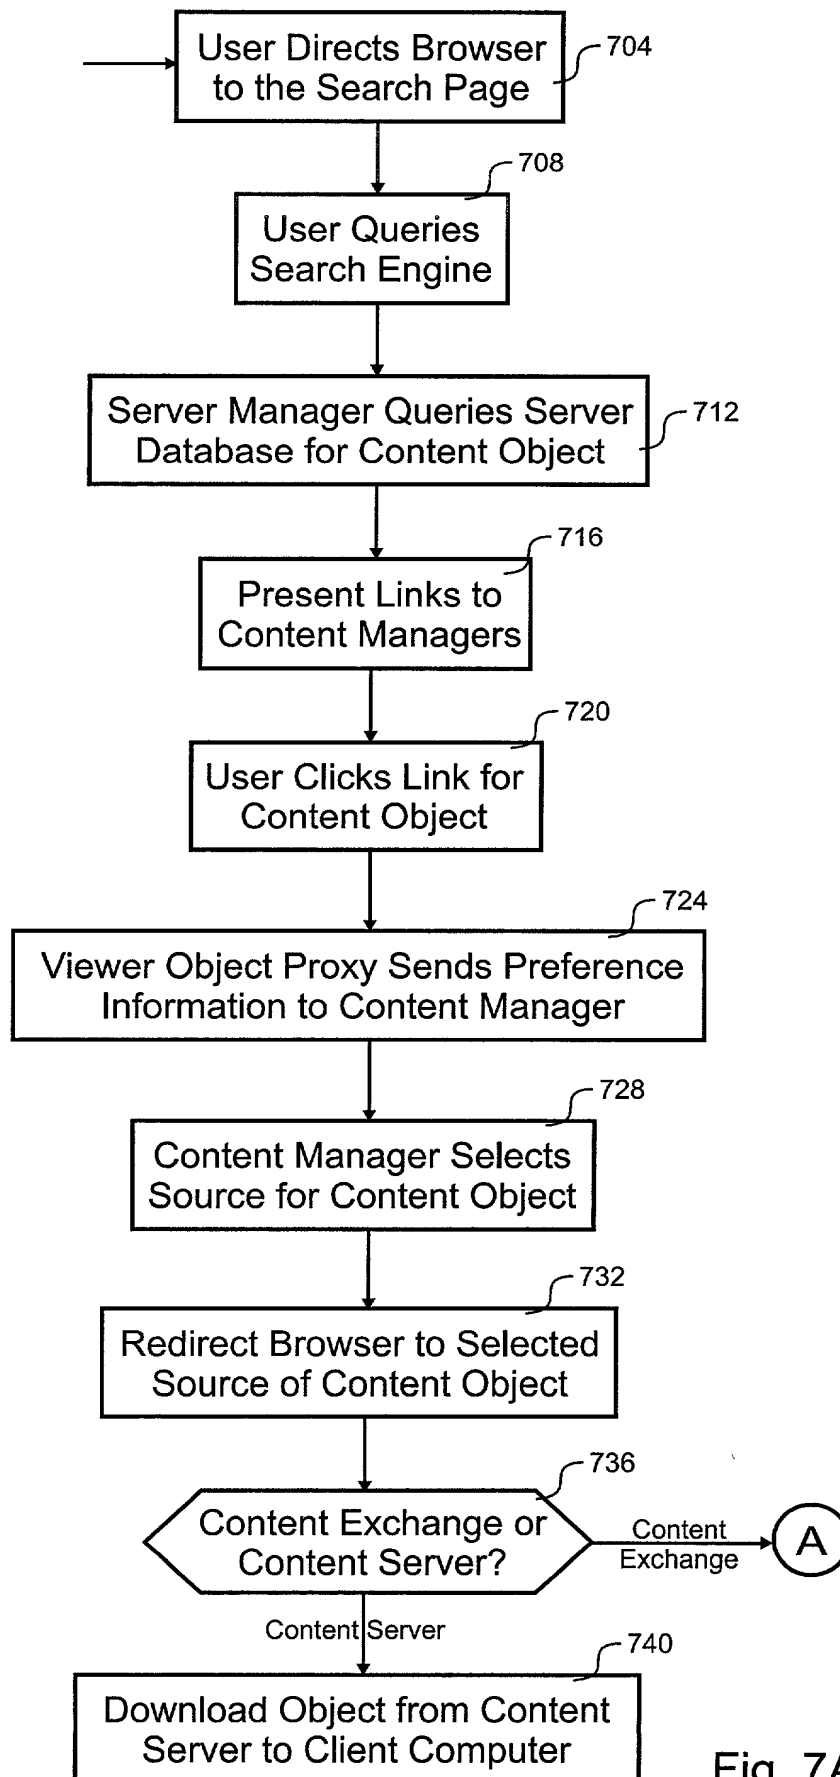 User Directs Browser
to the Search Page
704
708
User Queries
Search Engine
Server Manager Queries Server
Database for Content Object
712
716
Present Links to
Content Managers
720
User Clicks Link for
Content Object
724
Viewer Object Proxy Sends Preference
Information to Content Manager
728
Content Manager Selects
Source for Content Object
732
Redirect Browser to Selected
Source of Content Object
736
Content Exchange or
Content Server?
Content
Exchange
A
Content Server
740
Download Object from Content
Server to Client Computer
Fig. 7A